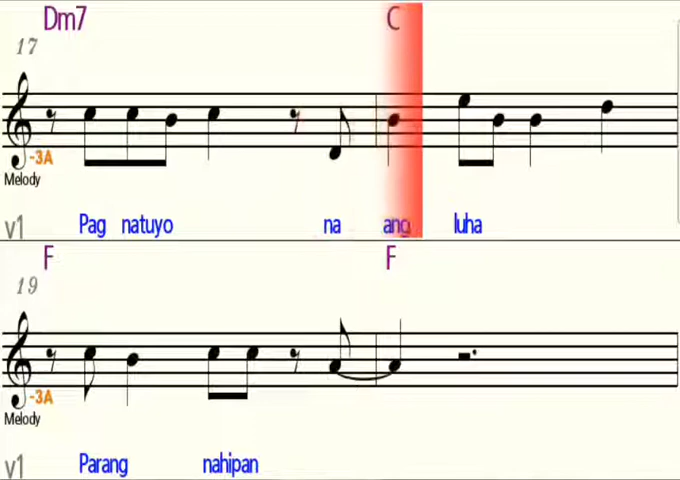 Dm7 C
17
-3A
Melody
v1 Pag natuyo na ang luha
F F
19
-3A
Melody
v1 Parang nahipan